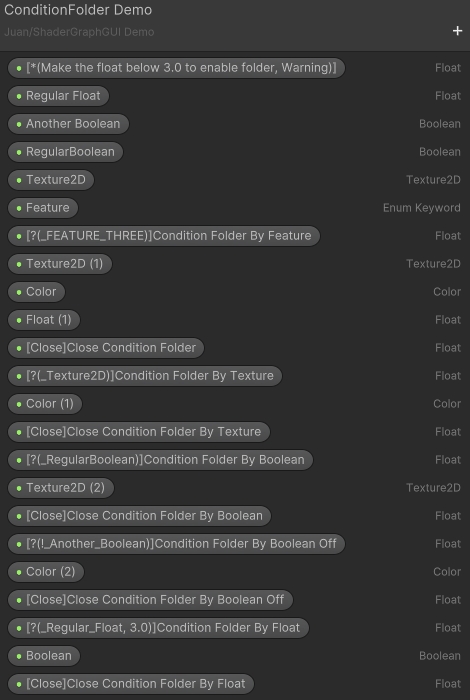 ConditionFolder Demo
Juan/ShaderGraphGUI Demo
+
[*(Make the float below 3.0 to enable folder, Warning)] Float
Regular Float Float
Another Boolean Boolean
RegularBoolean Boolean
Texture2D Texture2D
Feature Enum Keyword
[?(_FEATURE_THREE)]Condition Folder By Feature Float
Texture2D (1) Texture2D
Color Color
Float (1) Float
[Close]Close Condition Folder Float
[?(_Texture2D)]Condition Folder By Texture Float
Color (1) Color
[Close]Close Condition Folder By Texture Float
[?(_RegularBoolean)]Condition Folder By Boolean Float
Texture2D (2) Texture2D
[Close]Close Condition Folder By Boolean Float
[?(!_Another_Boolean)]Condition Folder By Boolean Off Float
Color (2) Color
[Close]Close Condition Folder By Boolean Off Float
[?(_Regular_Float, 3.0)]Condition Folder By Float Float
Boolean Boolean
[Close]Close Condition Folder By Float Float